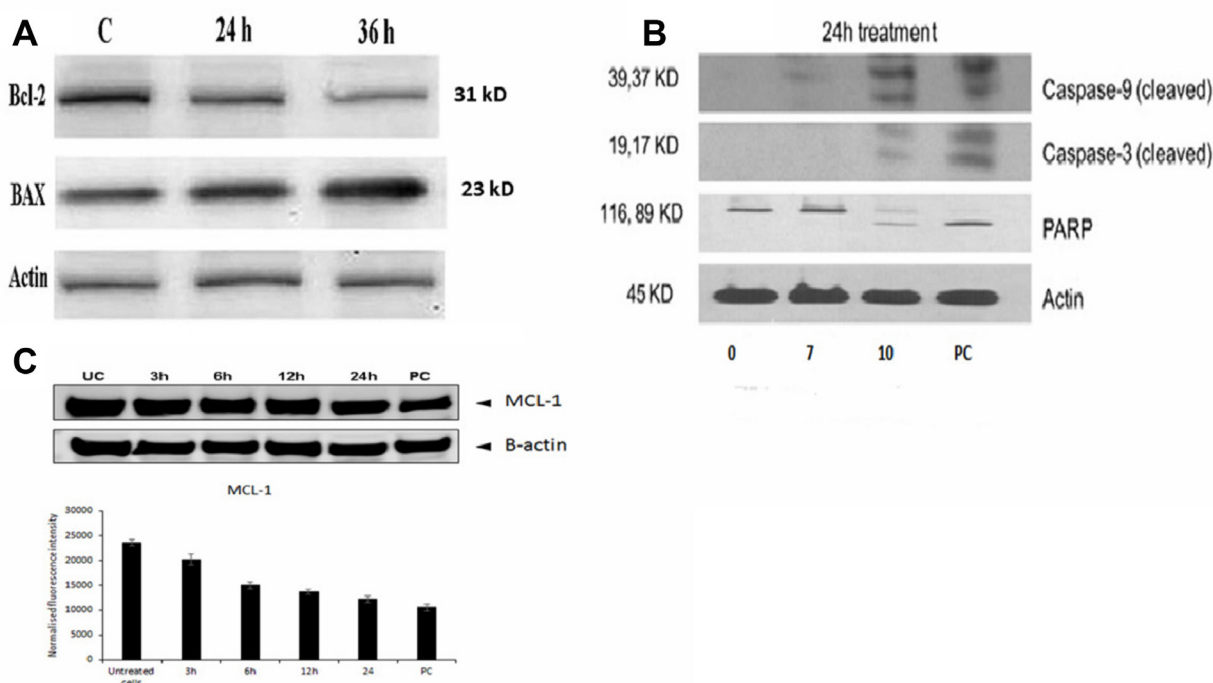 A
C 24 h 36 h
Bcl-2 31 kD
BAX 23 kD
Actin
B
24h treatment
39,37 KD Caspase-9 (cleaved)
19,17 KD Caspase-3 (cleaved)
116, 89 KD PARP
45 KD Actin
0 7 10 PC
C
UC 3h 6h 12h 24h PC
MCL-1
B-actin
MCL-1
Normalised fluorescence intensity
30000
25000
20000
15000
10000
5000
0
Untreated 3h 6h 12h 24 PC
cells